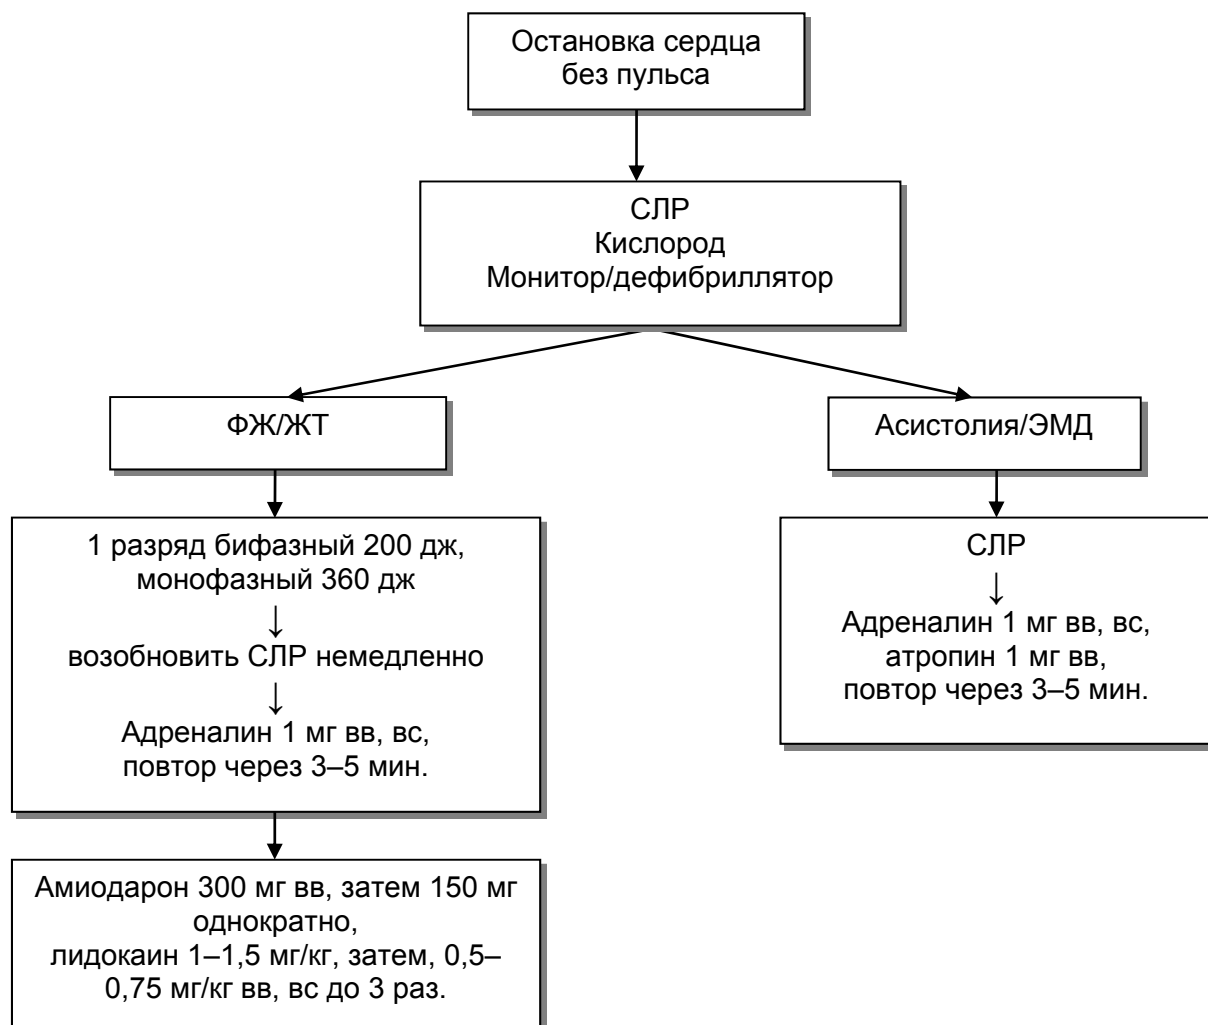 Остановка сердца
без пульса
СЛР
Кислород
Монитор/дефибриллятор
ФЖ/ЖТ
Асистолия/ЭМД
1 разряд бифазный 200 дж,
монофазный 360 дж
↓
возобновить СЛР немедленно
↓
Адреналин 1 мг вв, вс,
повтор через 3–5 мин.
СЛР
↓
Адреналин 1 мг вв, вс,
атропин 1 мг вв,
повтор через 3–5 мин.
Амиодарон 300 мг вв, затем 150 мг
однократно,
лидокаин 1–1,5 мг/кг, затем, 0,5–
0,75 мг/кг вв, вс до 3 раз.